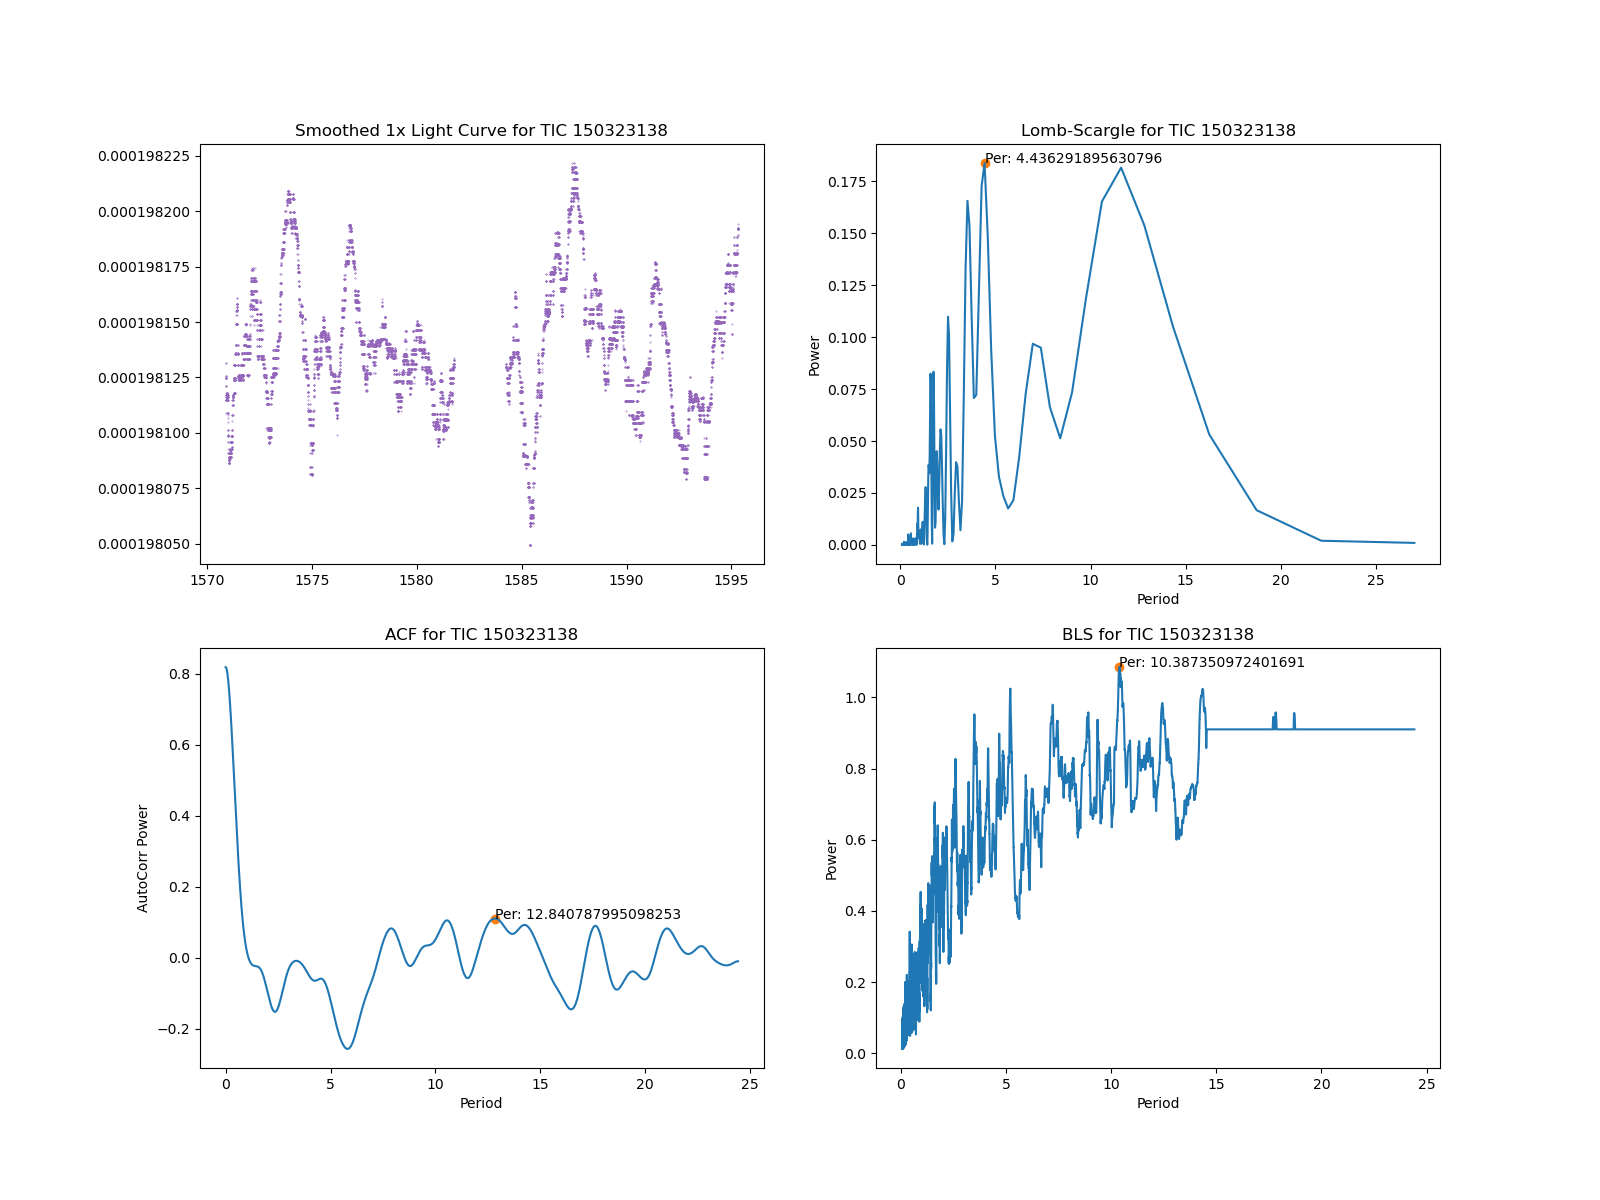 Smoothed 1x Light Curve for TIC 150323138
0.000198225
0.000198200
0.000198175
0.000198150
0.000198125
0.000198100
0.000198075
0.000198050
1570 1575 1580 1585 1590 1595
Lomb-Scargle for TIC 150323138
Per: 4.436291895630796
Power
0.175
0.150
0.125
0.100
0.075
0.050
0.025
0.000
0 5 10 15 20 25
Period
ACF for TIC 150323138
Per: 12.840787995098253
AutoCorr Power
0.8
0.6
0.4
0.2
0.0
−0.2
0 5 10 15 20 25
Period
BLS for TIC 150323138
Per: 10.387350972401691
Power
1.0
0.8
0.6
0.4
0.2
0.0
0 5 10 15 20 25
Period